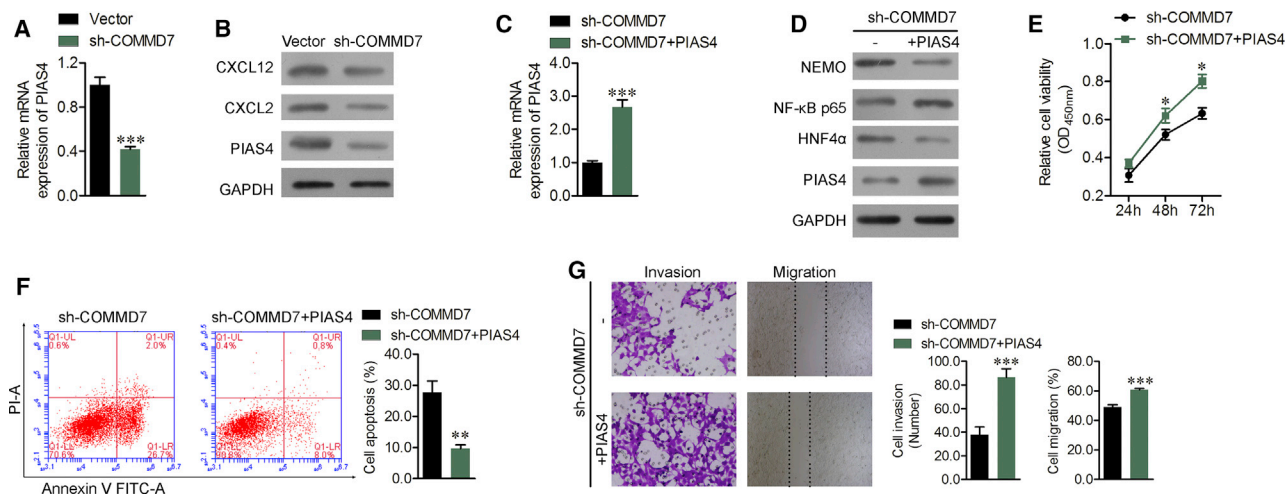 A
Vector
sh-COMMD7
Relative mRNA
expression of PIAS4
1.2
0.8
0.4
0.0
***
B
Vector sh-COMMD7
CXCL12
CXCL2
PIAS4
GAPDH
C
sh-COMMD7
sh-COMMD7+PIAS4
Relative mRNA
expression of PIAS4
4.0
3.0
2.0
1.0
0.0
***
D
sh-COMMD7
- +PIAS4
NEMO
NF-κB p65
HNF4α
PIAS4
GAPDH
E
sh-COMMD7
sh-COMMD7+PIAS4
Relative cell viability
(OD450nm)
1.0
0.8
0.6
0.4
0.2
* *
24h 48h 72h
F
sh-COMMD7 sh-COMMD7+PIAS4
PI-A
Q1-UL
0.6%
Q1-UR
2.0%
Q1-LL
70.6%
Q1-LR
26.7%
Q1-UL
0.4%
Q1-UR
0.8%
Q1-LL
90.8%
Q1-LR
8.0%
Annexin V FITC-A
sh-COMMD7
sh-COMMD7+PIAS4
Cell apoptosis (%)
40.0
30.0
20.0
10.0
0.0
**
G
Invasion Migration
sh-COMMD7
-
+PIAS4
sh-COMMD7
sh-COMMD7+PIAS4
Cell invasion
(Number)
100.0
80.0
60.0
40.0
20.0
0.0
***
Cell migration (%)
80.0
60.0
40.0
20.0
0.0
***